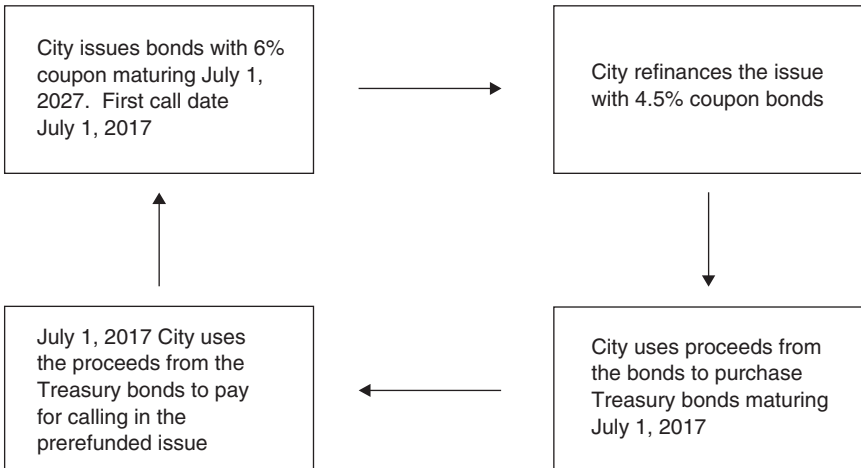 City issues bonds with 6%
coupon maturing July 1,
2027. First call date
July 1, 2017
City refinances the issue
with 4.5% coupon bonds
City uses proceeds from
the bonds to purchase
Treasury bonds maturing
July 1, 2017
July 1, 2017 City uses
the proceeds from the
Treasury bonds to pay
for calling in the
prerefunded issue